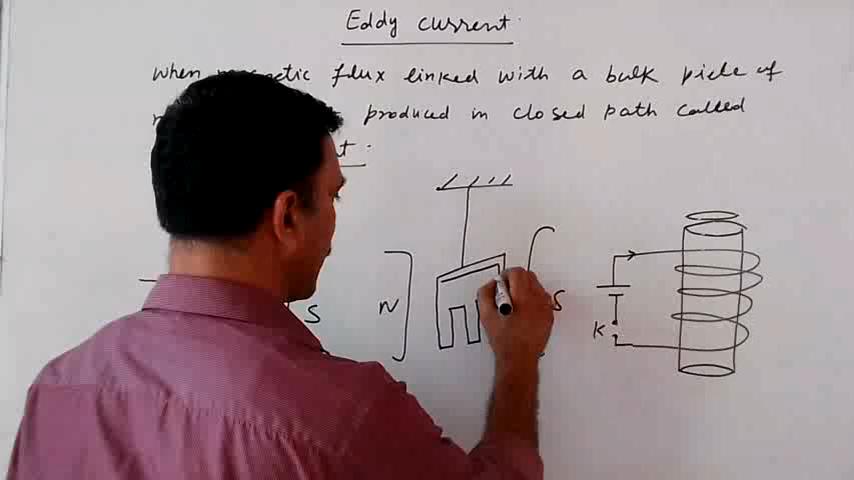 Eddy current
when magnetic flux linked with a bulk piece of
produced in closed path called
S
N
S
K